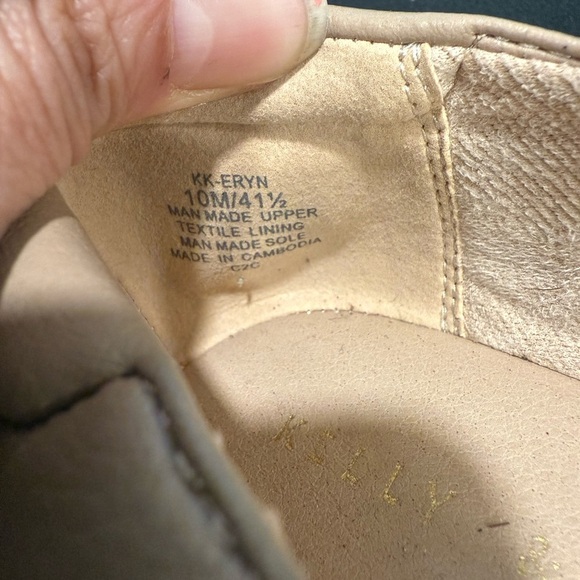 KK-ERYN
10M/41½
MAN MADE UPPER
TEXTILE LINING
MAN MADE SOLE
MADE IN CAMBODIA
C2C
KELLY